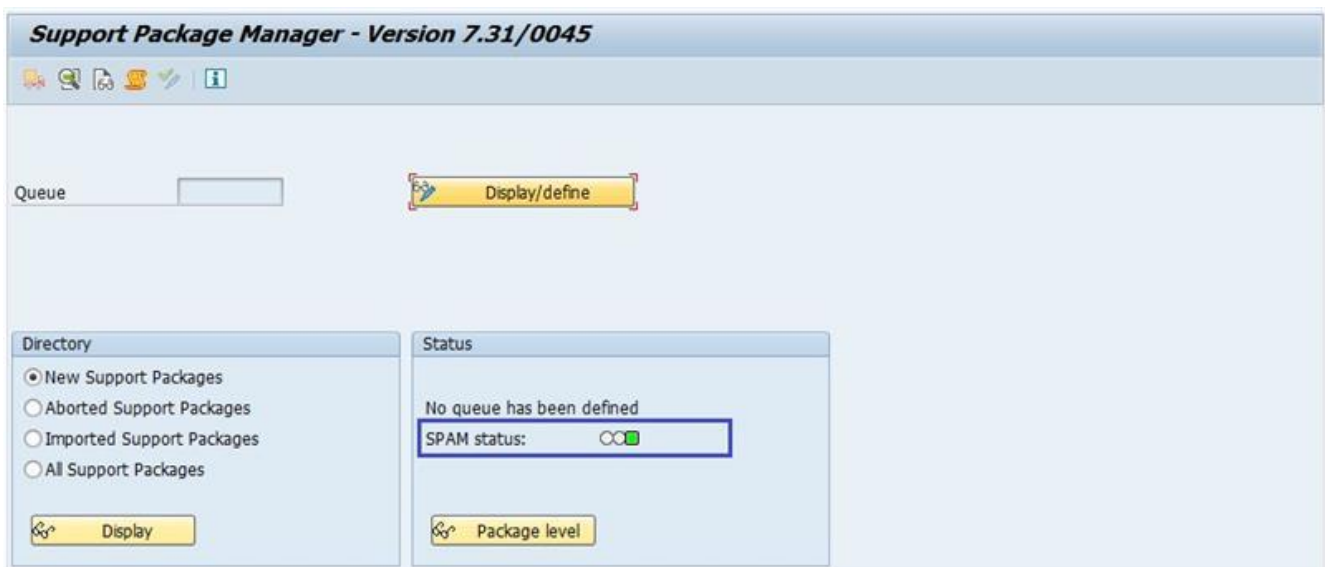 Support Package Manager - Version 7.31/0045
Queue
Display/define
Directory
New Support Packages
Aborted Support Packages
Imported Support Packages
All Support Packages
Display
Status
No queue has been defined
SPAM status:
Package level